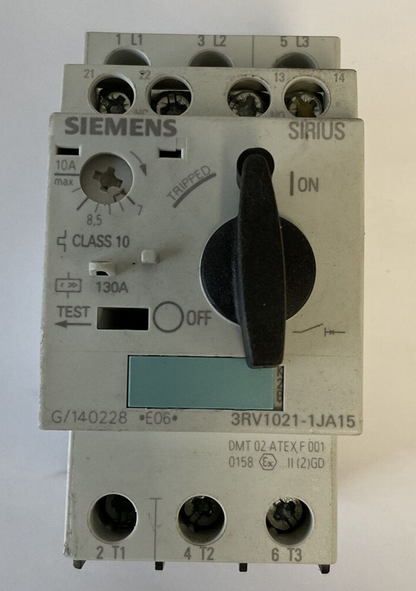 1 L1 3 L2 5 L3
21 22 13 14
SIEMENS SIRIUS
10A
max
TRIPPED
ON
7
8,5
CLASS 10
130A
TEST
OFF
G/140228 •E06• 3RV1021-1JA15
DMT 02 ATEX F 001
0158 Ex II (2)GD
2 T1 4 T2 6 T3